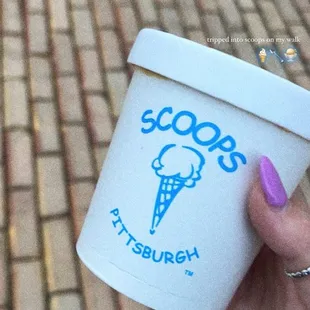 tripped into scoops on my walk
SCOOPS
PITTSBURGH
TM